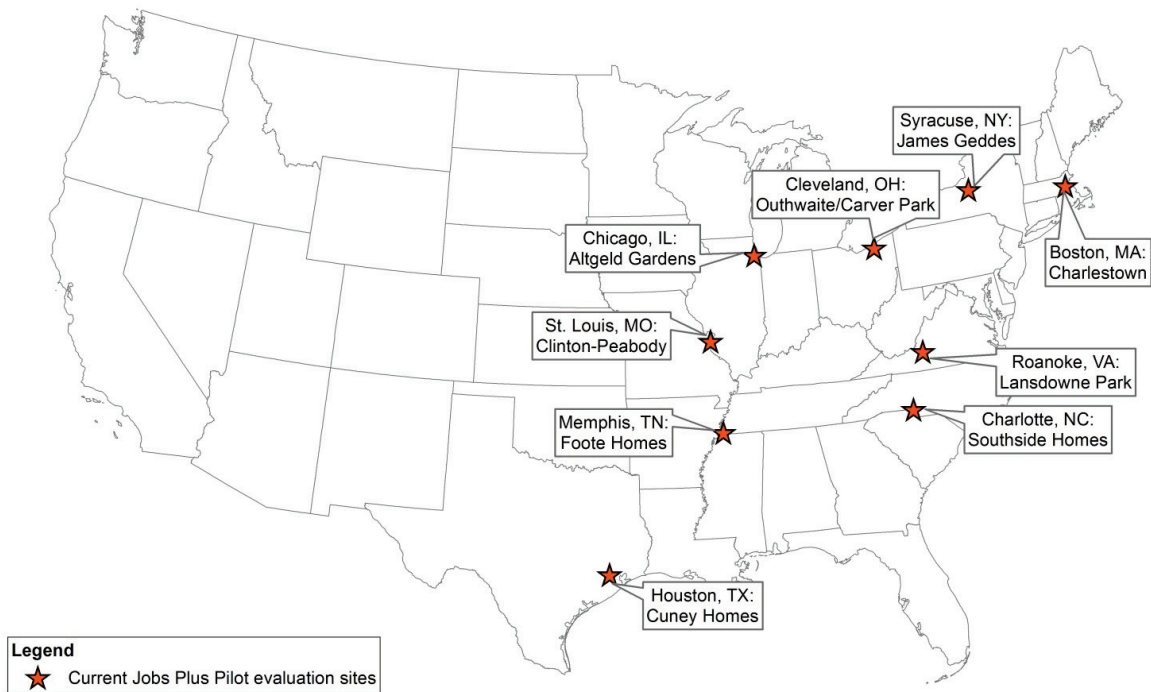 Syracuse, NY:
James Geddes
Cleveland, OH:
Outhwaite/Carver Park
Chicago, IL:
Altgeld Gardens
Boston, MA:
Charlestown
St. Louis, MO:
Clinton-Peabody
Roanoke, VA:
Lansdowne Park
Memphis, TN:
Foote Homes
Charlotte, NC:
Southside Homes
Houston, TX:
Cuney Homes
Legend
Current Jobs Plus Pilot evaluation sites